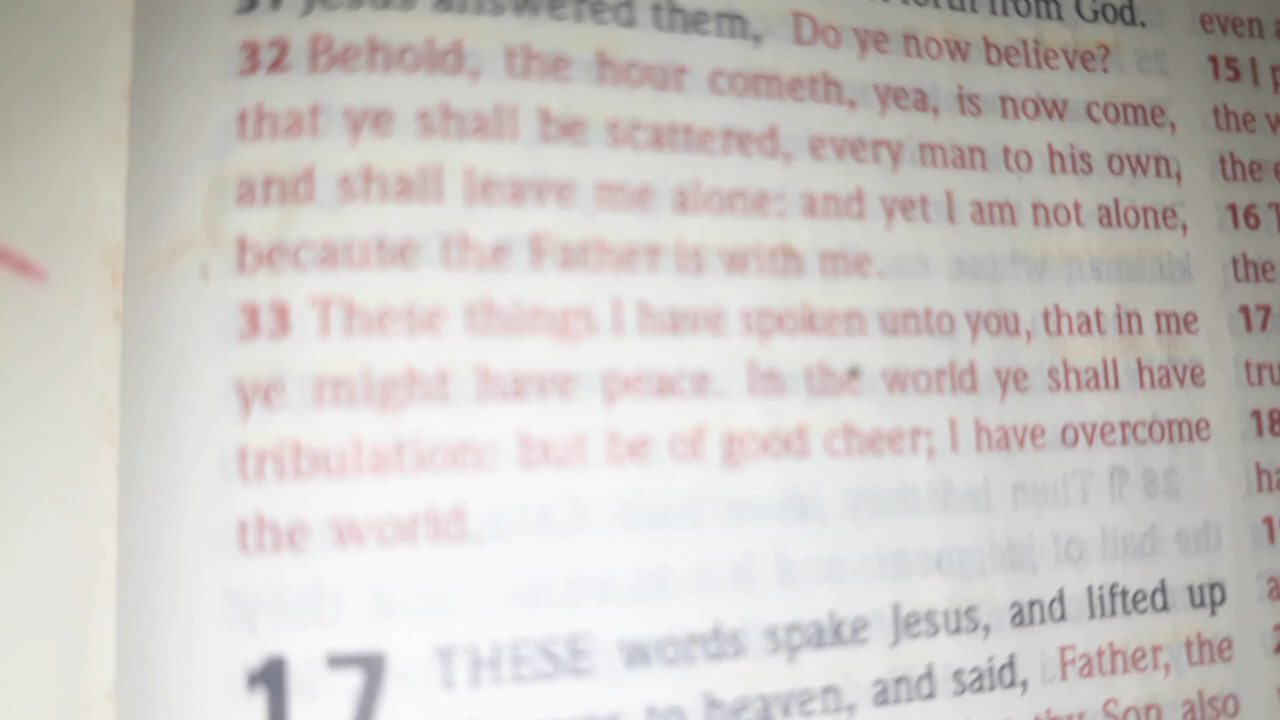 31 Jesus answered them, Do ye now believe?
32 Behold, the hour cometh, yea, is now come,
that ye shall be scattered, every man to his own,
and shall leave me alone: and yet I am not alone,
because the Father is with me.
33 These things I have spoken unto you, that in me
ye might have peace. In the world ye shall have
tribulation: but be of good cheer; I have overcome
the world.
17 THESE words spake Jesus, and lifted up
to heaven, and said, Father, the
thy Son also
from God.
even
15 I
the
the
16
the
17
18